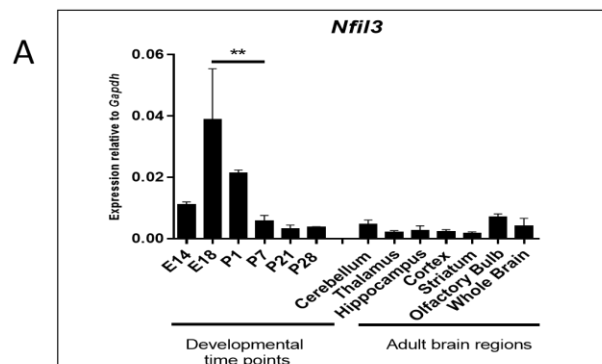 A
Nfil3
**
Expression relative to Gapdh
0.06
0.04
0.02
0.00
E14
E18
P1
P7
P21
P28
Cerebellum
Thalamus
Hippocampus
Cortex
Striatum
Olfactory Bulb
Whole Brain
Developmental
time points
Adult brain regions